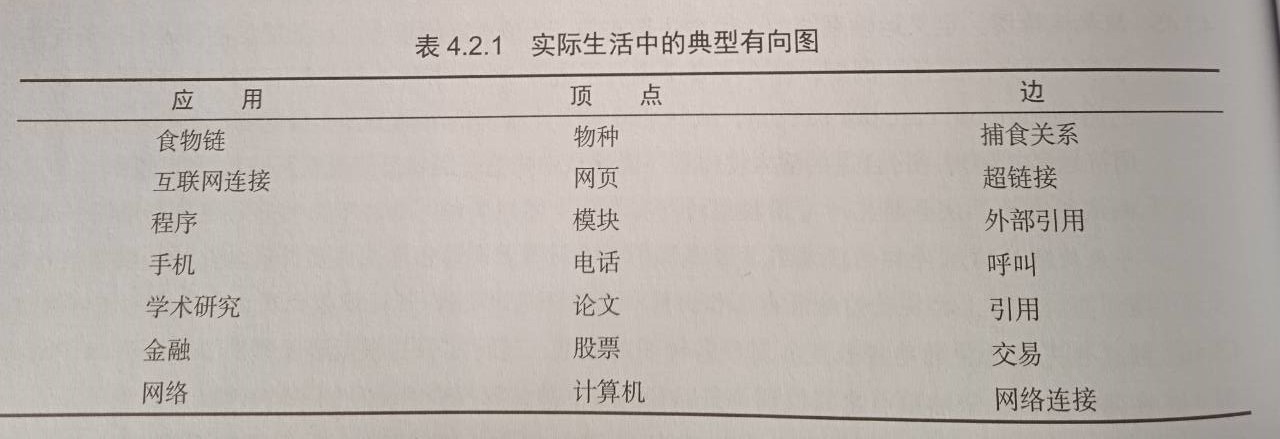 表 4.2.1 实际生活中的典型有向图
应 用 顶 点 边
食物链 物种 捕食关系
互联网连接 网页 超链接
程序 模块 外部引用
手机 电话 呼叫
学术研究 论文 引用
金融 股票 交易
网络 计算机 网络连接